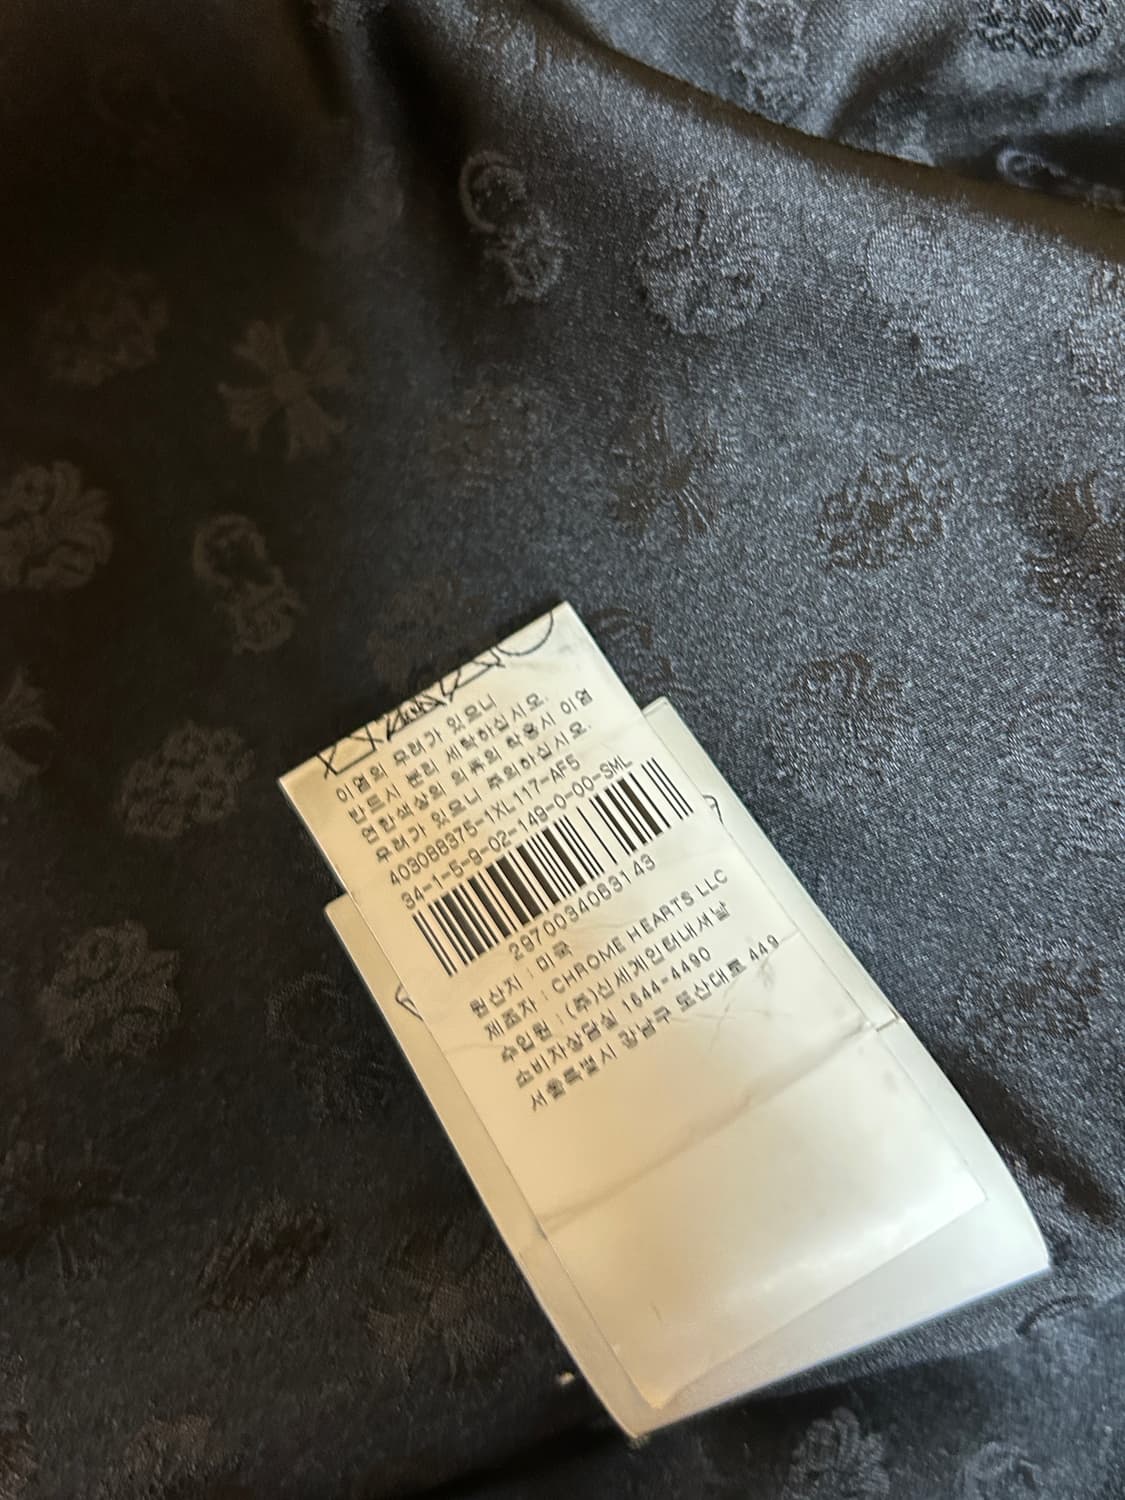 이염의 우려가 있으니
반드시 분리 세탁하십시오.
연한색상의 의류의 착용시 이염
우려가 있으니 주의하십시오.
403088375-1XL117-AF5
34-1-5-9-02-149-0-00-SML
2970034083143
원산지 : 미국
제조자 : CHROME HEARTS LLC
수입원 : (주)신세계인터내셔날
소비자상담실 1644-4490
서울특별시 강남구 도산대로 449